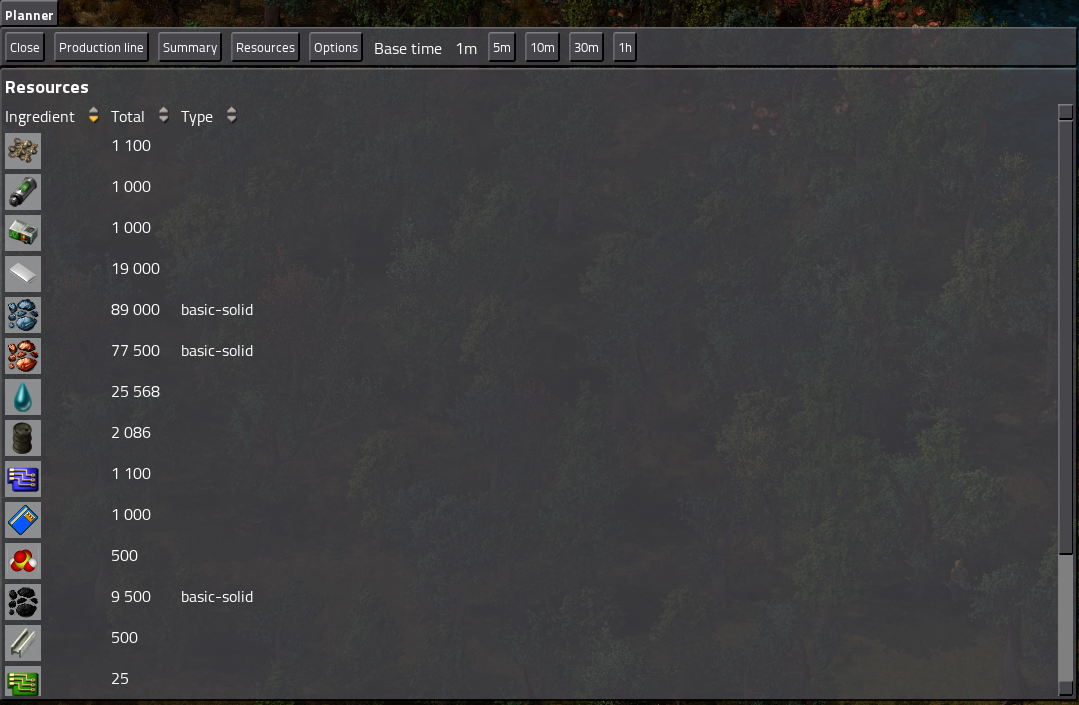 Planner
Close Production line Summary Resources Options Base time 1m 5m 10m 30m 1h
Resources
Ingredient Total Type
1 100
1 000
1 000
19 000
89 000 basic-solid
77 500 basic-solid
25 568
2 086
1 100
1 000
500
9 500 basic-solid
500
25